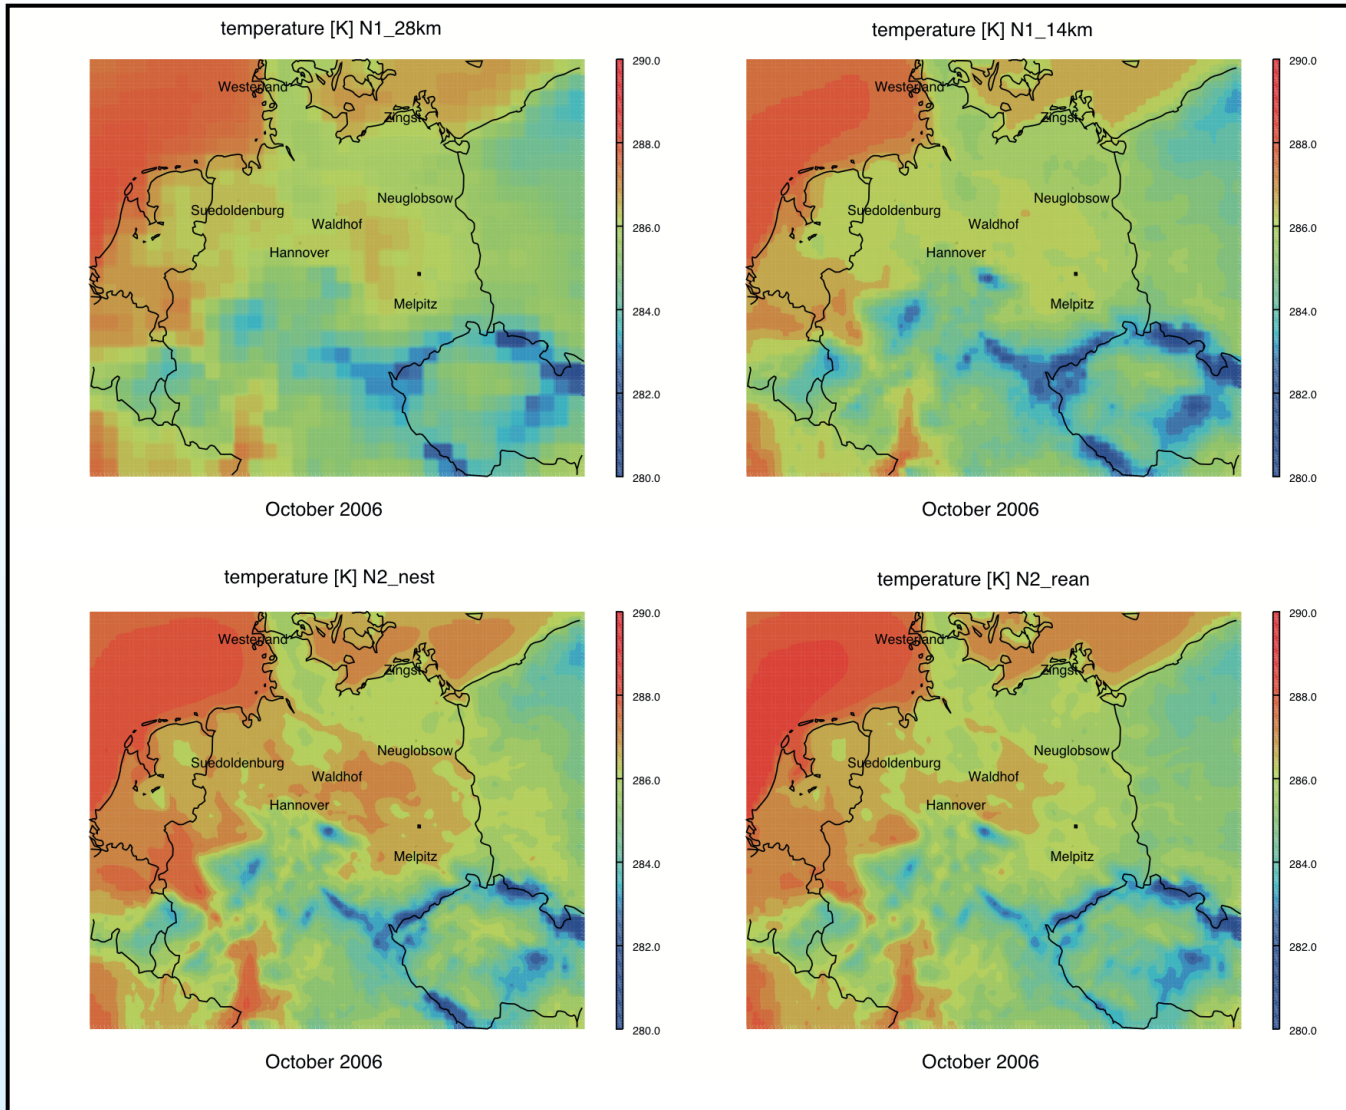 temperature [K] N1_28km
temperature [K] N1_14km
Westerland
Zingst
Neuglobsow
Suedoldenburg
Waldhof
Hannover
Melpitz
290.0
288.0
286.0
284.0
282.0
280.0
October 2006
Westerland
Zingst
Neuglobsow
Suedoldenburg
Waldhof
Hannover
Melpitz
290.0
288.0
286.0
284.0
282.0
280.0
October 2006
temperature [K] N2_nest
temperature [K] N2_rean
Westerland
Zingst
Neuglobsow
Suedoldenburg
Waldhof
Hannover
Melpitz
290.0
288.0
286.0
284.0
282.0
280.0
October 2006
Westerland
Zingst
Neuglobsow
Suedoldenburg
Waldhof
Hannover
Melpitz
290.0
288.0
286.0
284.0
282.0
280.0
October 2006